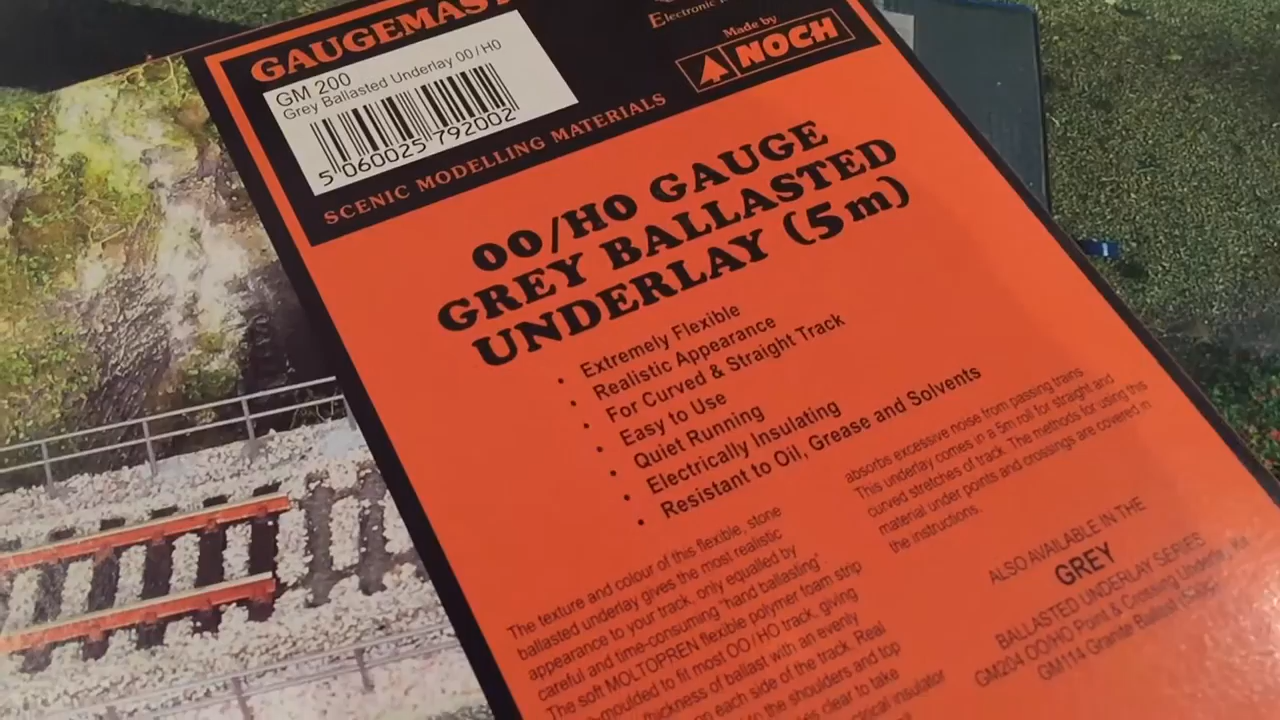 GAUGEMAST
GM 200
Grey Ballasted Underlay 00/H0
5 060025 792002
SCENIC MODELLING MATERIALS
Electronic
Made by
NOCH
OO/HO GAUGE
GREY BALLASTED
UNDERLAY (5m)
• Extremely Flexible
• Realistic Appearance
• For Curved & Straight Track
• Easy to Use
• Quiet Running
• Electrically Insulating
• Resistant to Oil, Grease and Solvents
The texture and colour of this flexible, stone
ballasted underlay gives the most realistic
appearance to your track, only equalled by
careful and time-consuming "hand ballasting".
The soft MOLTOPREN flexible polymer foam strip
-moulded to fit most OO/HO track, giving
thickness of ballast with an evenly
on each side of the track. Real
to the shoulders and top
clear to take
insulator
absorbs excessive noise from passing trains
This underlay comes in a 5m roll for straight and
curved stretches of track. The methods for using this
material under points and crossings are covered in
the instructions.
ALSO AVAILABLE IN THE
GREY
BALLASTED UNDERLAY SERIES
GM204 OO/HO Point & Crossing Underlay
GM114 Granite Ballast